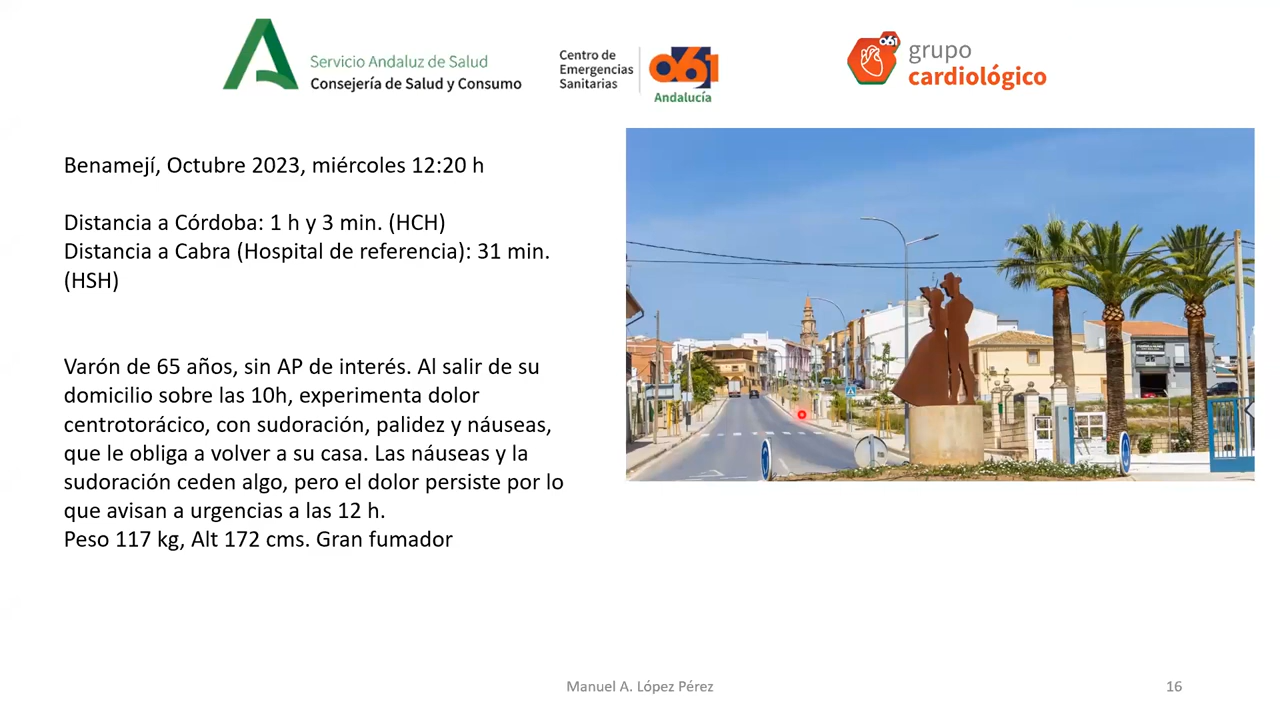 Servicio Andaluz de Salud
Consejería de Salud y Consumo
Centro de
Emergencias
Sanitarias
061
Andalucía
061
grupo
cardiológico
Benamejí, Octubre 2023, miércoles 12:20 h
Distancia a Córdoba: 1 h y 3 min. (HCH)
Distancia a Cabra (Hospital de referencia): 31 min.
(HSH)
Varón de 65 años, sin AP de interés. Al salir de su
domicilio sobre las 10h, experimenta dolor
centrotorácico, con sudoración, palidez y náuseas,
que le obliga a volver a su casa. Las náuseas y la
sudoración ceden algo, pero el dolor persiste por lo
que avisan a urgencias a las 12 h.
Peso 117 kg, Alt 172 cms. Gran fumador
Manuel A. López Pérez
16